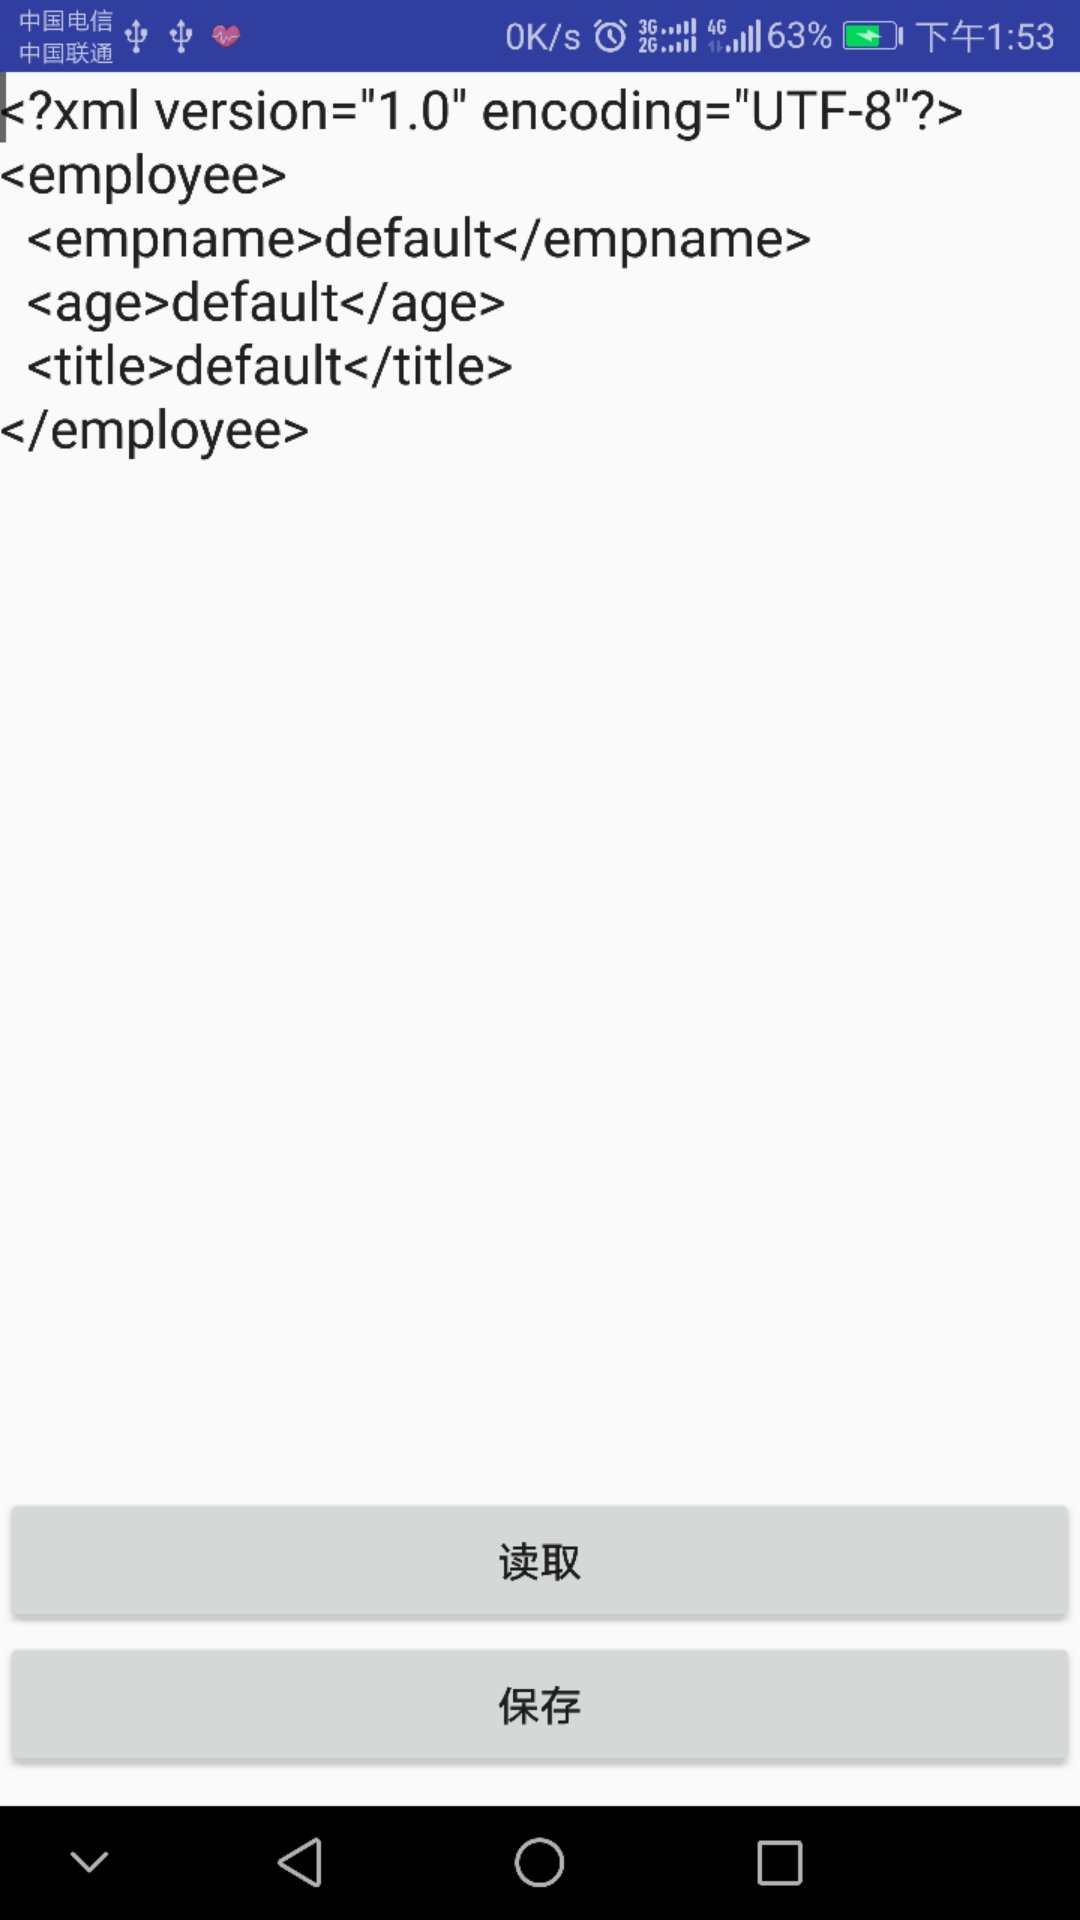 中国电信
中国联通
0K/s 3G 2G 4G 63% 下午1:53
<?xml version="1.0" encoding="UTF-8"?>
<employee>
  <empname>default</empname>
  <age>default</age>
  <title>default</title>
</employee>
读取
保存